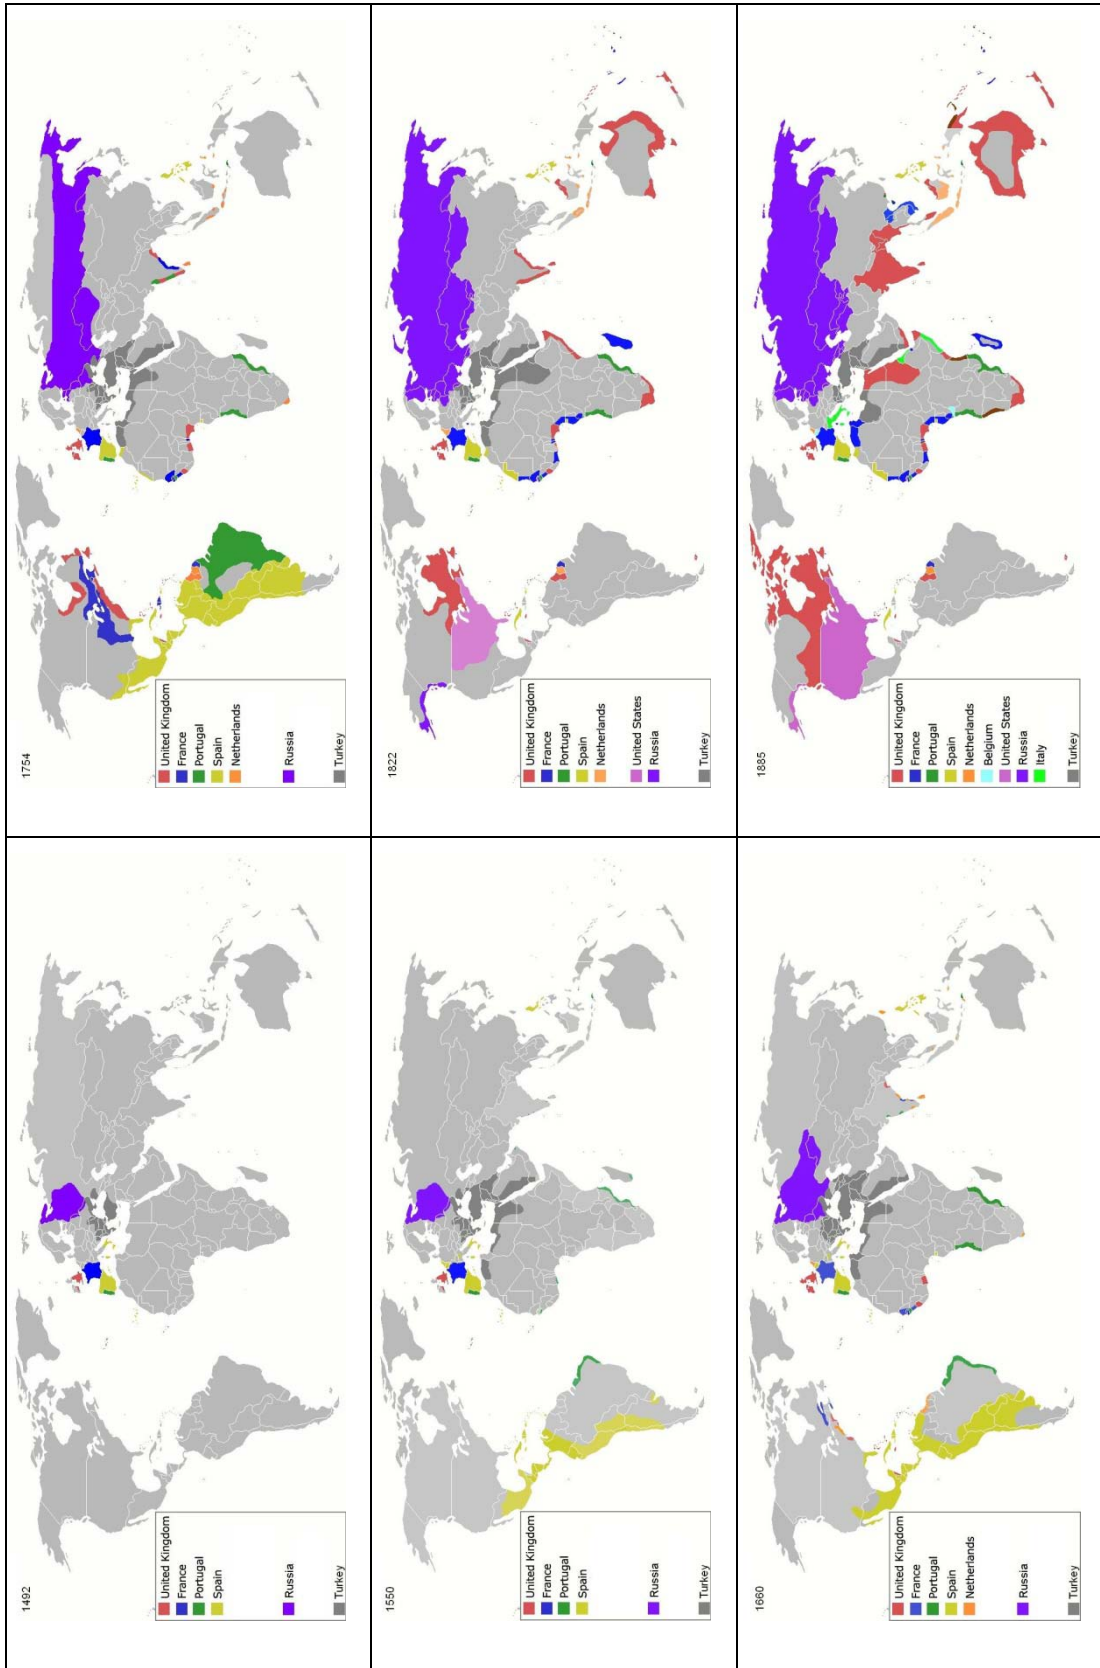 1492
United Kingdom
France
Portugal
Spain
Russia
Turkey
1754
United Kingdom
France
Portugal
Spain
Netherlands
Russia
Turkey
1550
United Kingdom
France
Portugal
Spain
Russia
Turkey
1822
United Kingdom
France
Portugal
Spain
Netherlands
United States
Russia
Turkey
1660
United Kingdom
France
Portugal
Spain
Netherlands
Russia
Turkey
1885
United Kingdom
France
Portugal
Spain
Netherlands
Belgium
United States
Russia
Italy
Turkey